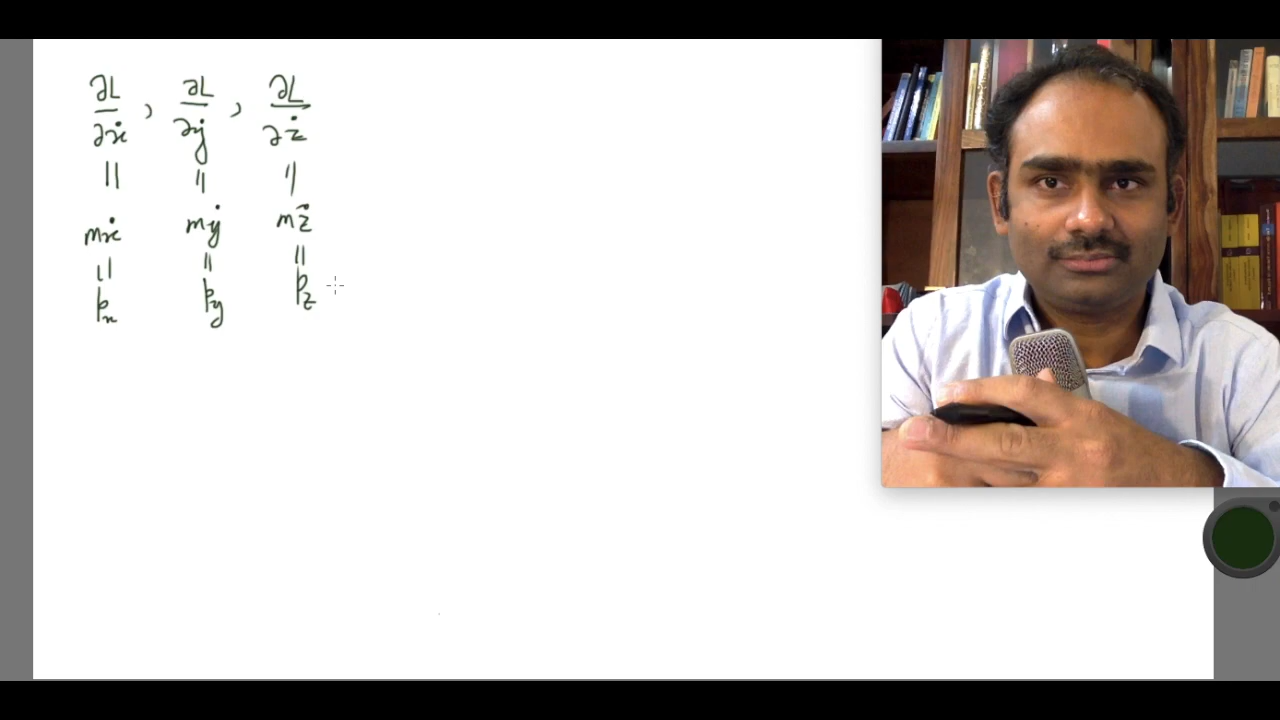 ∂L/∂ẋ , ∂L/∂ẏ , ∂L/∂ż
|| || ||
mẋ mẏ mż
|| || ||
pₓ p_y p_z